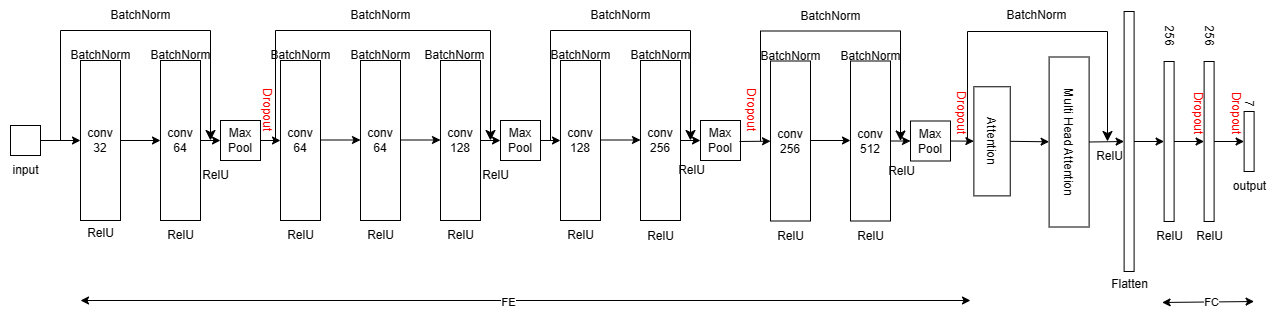 BatchNorm
BatchNorm
BatchNorm
BatchNorm
BatchNorm
BatchNorm
BatchNorm
BatchNorm
BatchNorm
BatchNorm
BatchNorm
BatchNorm
BatchNorm
BatchNorm
input
conv
32
conv
64
ReLU
Max
Pool
Dropout
conv
64
conv
64
conv
128
ReLU
Max
Pool
conv
128
conv
256
ReLU
Max
Pool
Dropout
conv
256
conv
512
ReLU
Max
Pool
Dropout
Attention
Multi Head Attention
ReLU
Flatten
256
256
Dropout
Dropout
7
output
ReLU
ReLU
ReLU
ReLU
ReLU
ReLU
ReLU
ReLU
ReLU
ReLU
ReLU
FE
FC